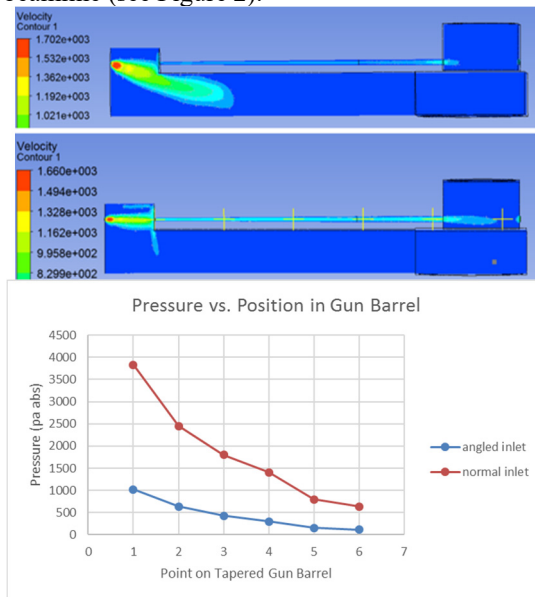 (see Figure 2).
Velocity
Contour 1
1.702e+003
1.532e+003
1.362e+003
1.192e+003
1.021e+003
Velocity
Contour 1
1.660e+003
1.494e+003
1.328e+003
1.162e+003
9.958e+002
8.299e+002
Pressure vs. Position in Gun Barrel
Pressure (pa abs)
4500
4000
3500
3000
2500
2000
1500
1000
500
0
0 1 2 3 4 5 6 7
Point on Tapered Gun Barrel
angled inlet
normal inlet